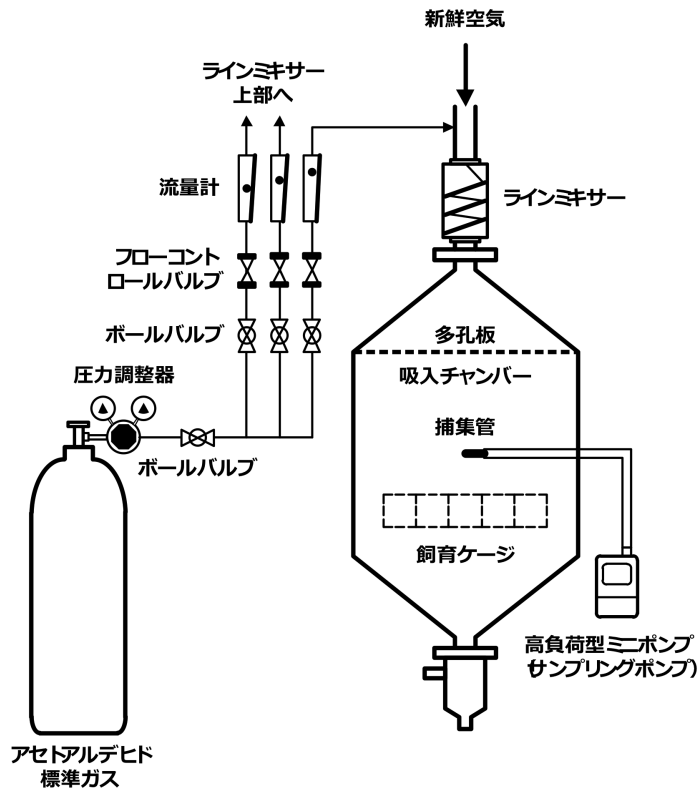 新鮮空気
ラインミキサー
上部へ
流量計
ラインミキサー
フローコント
ロールバルブ
ボールバルブ
多孔板
吸入チャンバー
圧力調整器
捕集管
ボールバルブ
飼育ケージ
高負荷型ミニポンプ
(サンプリングポンプ)
アセトアルデヒド
標準ガス